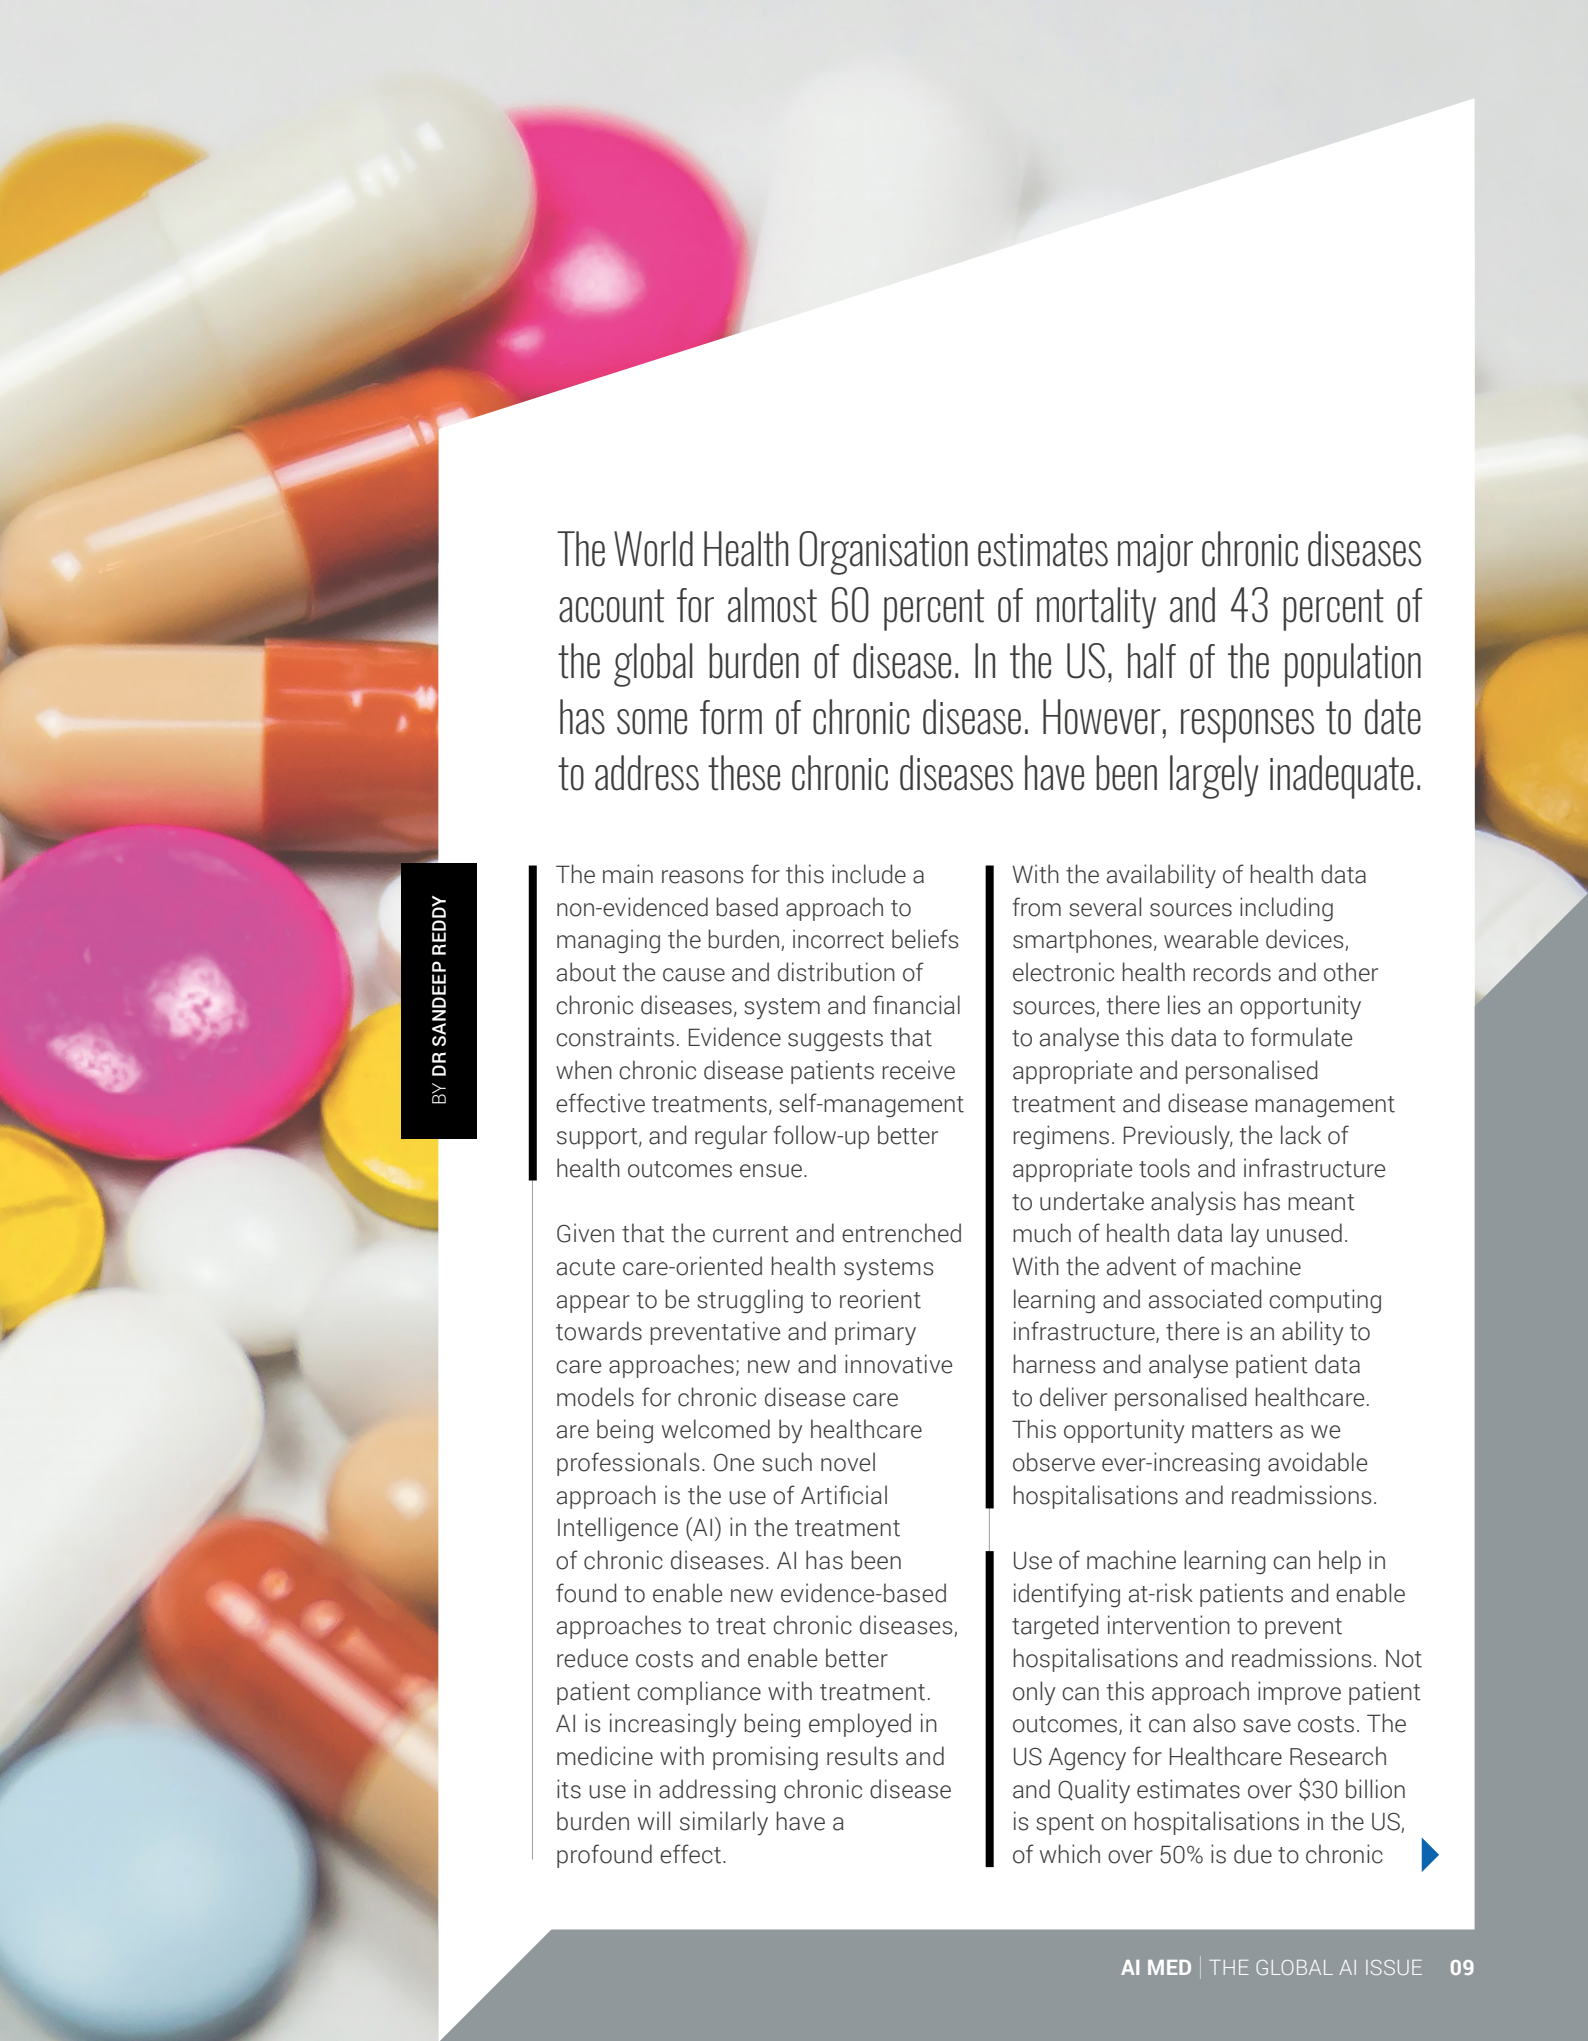 The World Health Organisation estimates major chronic diseases
account for almost 60 percent of mortality and 43 percent of
the global burden of disease. In the US, half of the population
has some form of chronic disease. However, responses to date
to address these chronic diseases have been largely inadequate.
BY DR SANDEEP REDDY
The main reasons for this include a
non-evidenced based approach to
managing the burden, incorrect beliefs
about the cause and distribution of
chronic diseases, system and financial
constraints. Evidence suggests that
when chronic disease patients receive
effective treatments, self-management
support, and regular follow-up better
health outcomes ensue.
Given that the current and entrenched
acute care-oriented health systems
appear to be struggling to reorient
towards preventative and primary
care approaches; new and innovative
models for chronic disease care
are being welcomed by healthcare
professionals. One such novel
approach is the use of Artificial
Intelligence (AI) in the treatment
of chronic diseases. AI has been
found to enable new evidence-based
approaches to treat chronic diseases,
reduce costs and enable better
patient compliance with treatment.
AI is increasingly being employed in
medicine with promising results and
its use in addressing chronic disease
burden will similarly have a
profound effect.
With the availability of health data
from several sources including
smartphones, wearable devices,
electronic health records and other
sources, there lies an opportunity
to analyse this data to formulate
appropriate and personalised
treatment and disease management
regimens. Previously, the lack of
appropriate tools and infrastructure
to undertake analysis has meant
much of health data lay unused.
With the advent of machine
learning and associated computing
infrastructure, there is an ability to
harness and analyse patient data
to deliver personalised healthcare.
This opportunity matters as we
observe ever-increasing avoidable
hospitalisations and readmissions.
Use of machine learning can help in
identifying at-risk patients and enable
targeted intervention to prevent
hospitalisations and readmissions. Not
only can this approach improve patient
outcomes, it can also save costs. The
US Agency for Healthcare Research
and Quality estimates over $30 billion
is spent on hospitalisations in the US,
of which over 50% is due to chronic
AI MED | THE GLOBAL AI ISSUE 09